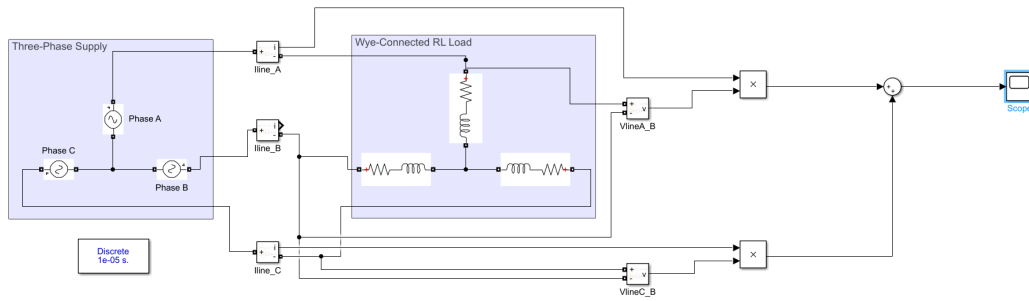 Three-Phase Supply
Wye-Connected RL Load
+
i
-
Iline_A
+
v
-
VlineA_B
×
+
+
Scope
Phase A
Phase C
Phase B
+
i
-
Iline_B
Discrete
1e-05 s.
+
i
-
Iline_C
+
v
-
VlineC_B
×